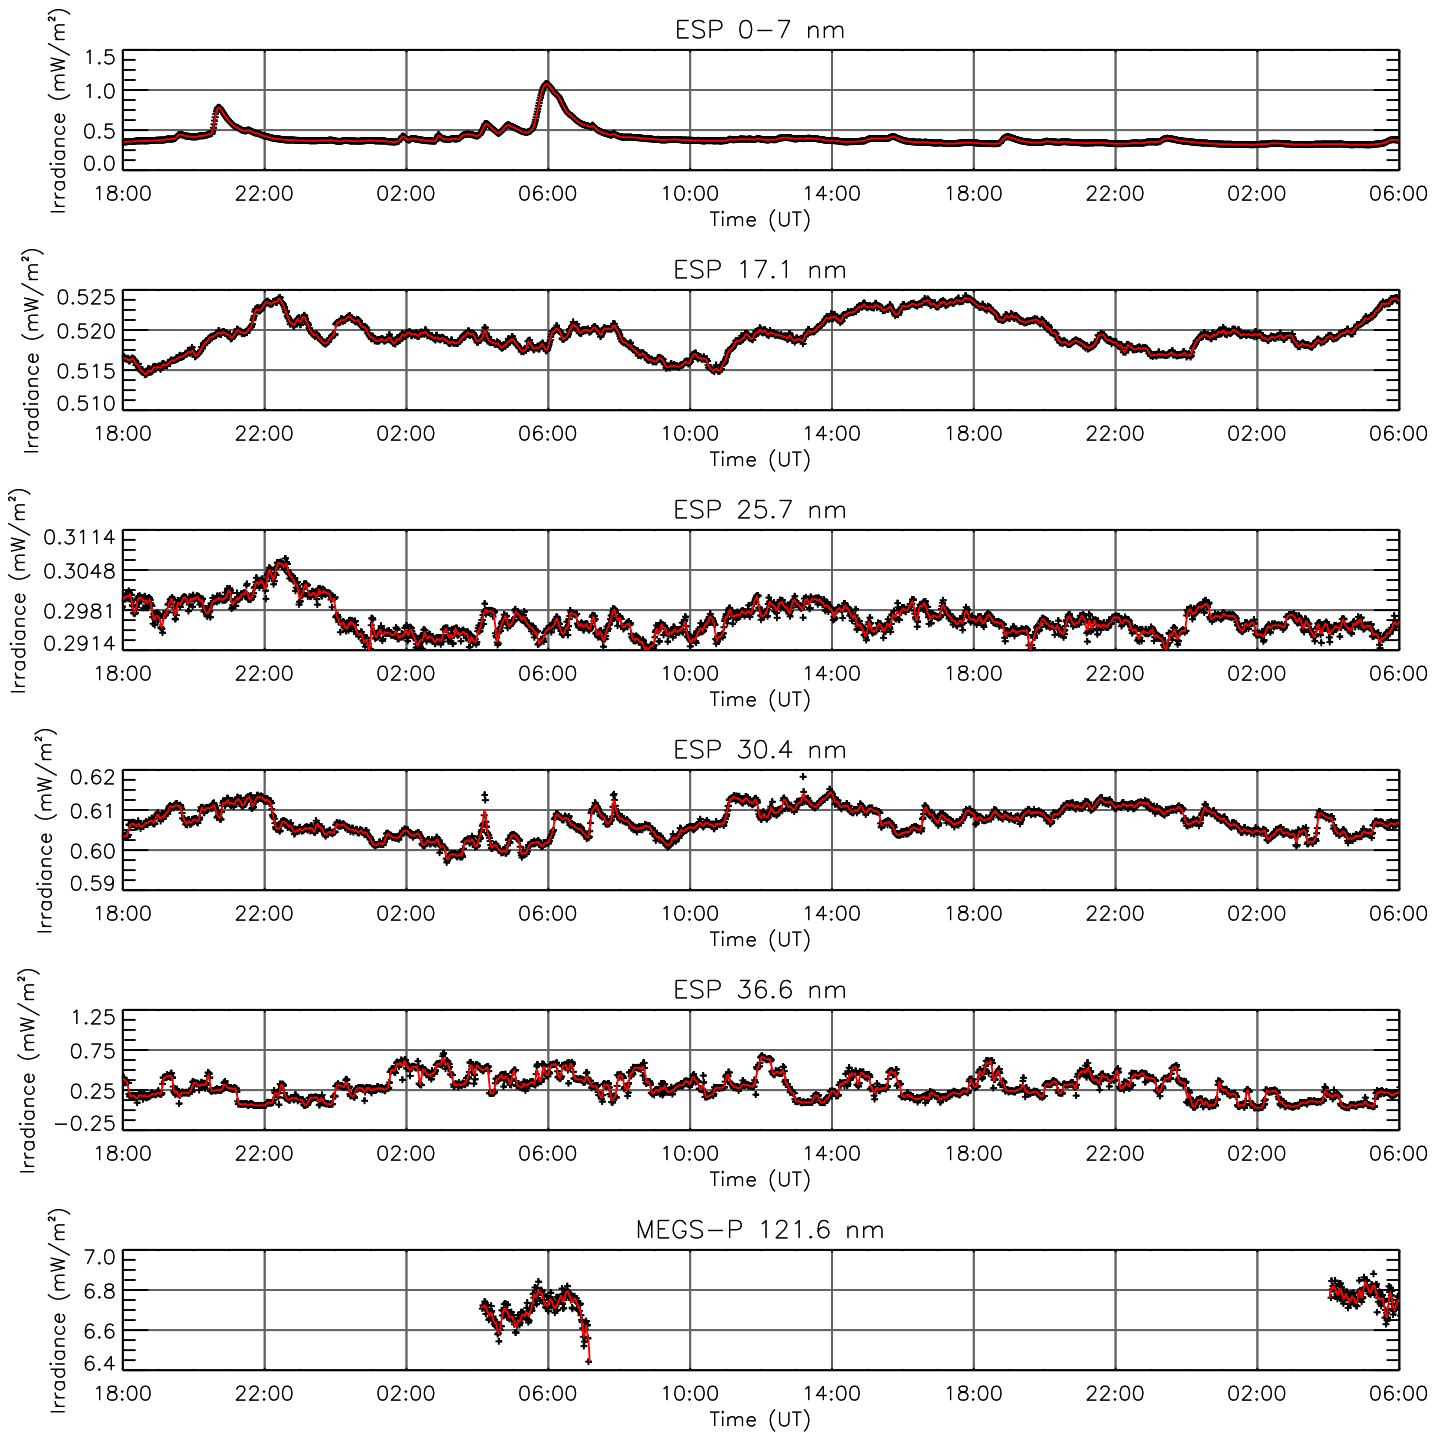 ESP 0-7 nm
Irradiance (mW/m²)
1.5
1.0
0.5
0.0
18:00 22:00 02:00 06:00 10:00 14:00 18:00 22:00 02:00 06:00
Time (UT)
ESP 17.1 nm
Irradiance (mW/m²)
0.525
0.520
0.515
0.510
18:00 22:00 02:00 06:00 10:00 14:00 18:00 22:00 02:00 06:00
Time (UT)
ESP 25.7 nm
Irradiance (mW/m²)
0.3114
0.3048
0.2981
0.2914
18:00 22:00 02:00 06:00 10:00 14:00 18:00 22:00 02:00 06:00
Time (UT)
ESP 30.4 nm
Irradiance (mW/m²)
0.62
0.61
0.60
0.59
18:00 22:00 02:00 06:00 10:00 14:00 18:00 22:00 02:00 06:00
Time (UT)
ESP 36.6 nm
Irradiance (mW/m²)
1.25
0.75
0.25
-0.25
18:00 22:00 02:00 06:00 10:00 14:00 18:00 22:00 02:00 06:00
Time (UT)
MEGS-P 121.6 nm
Irradiance (mW/m²)
7.0
6.8
6.6
6.4
18:00 22:00 02:00 06:00 10:00 14:00 18:00 22:00 02:00 06:00
Time (UT)